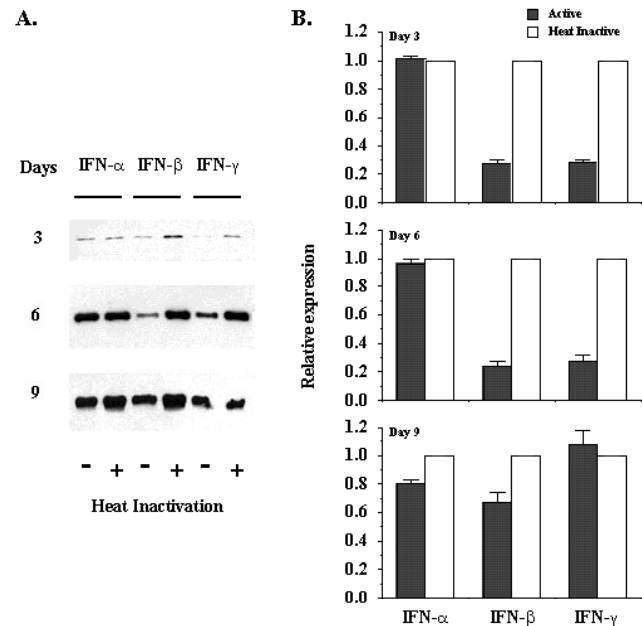 A.
Days IFN-α IFN-β IFN-γ
3
6
9
- + - + - +
Heat Inactivation
B.
Active
Heat Inactive
Relative expression
Day 3
1.2
1.0
0.8
0.6
0.4
0.2
0.0
Day 6
1.2
1.0
0.8
0.6
0.4
0.2
0.0
Day 9
1.2
1.0
0.8
0.6
0.4
0.2
0.0
IFN-α IFN-β IFN-γ